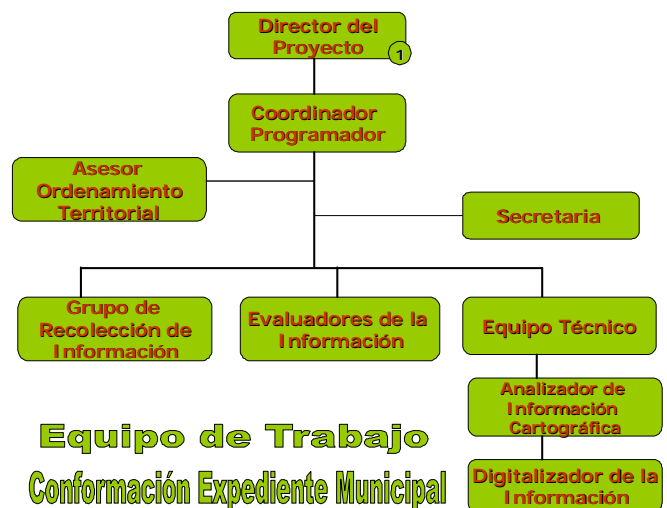 Director del
Proyecto
1
Coordinador
Programador
Asesor
Ordenamiento
Territorial
Secretaria
Grupo de
Recolección de
Información
Evaluadores de la
Información
Equipo Técnico
Analizador de
Información
Cartográfica
Digitalizador de la
Información
Equipo de Trabajo
Conformación Expediente Municipal